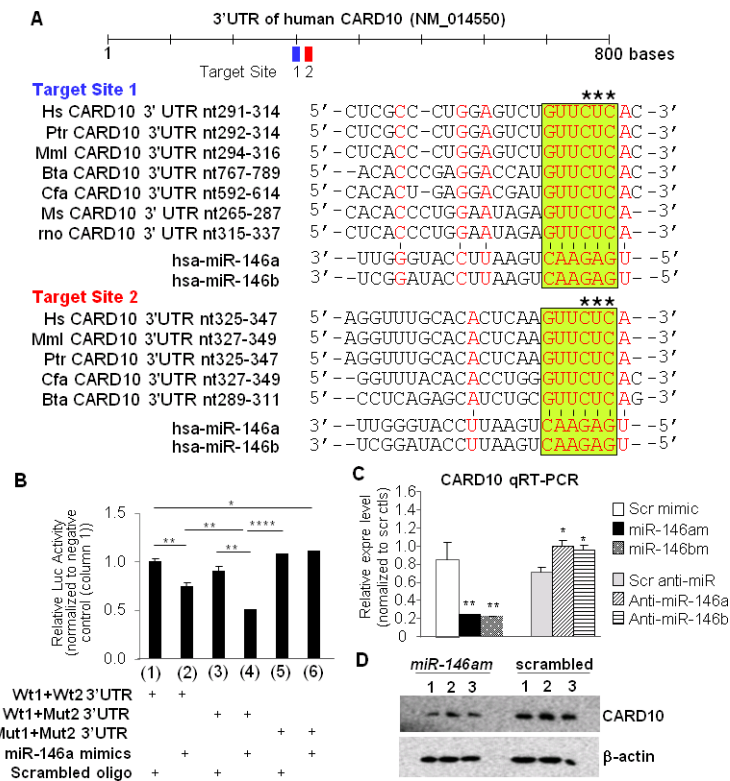 A
3'UTR of human CARD10 (NM_014550)
1 800 bases
Target Site 1 2
Target Site 1
***
Hs CARD10 3' UTR nt291-314 5'-CUCGCC-CUGGAGUCUGUUCUCAC-3'
Ptr CARD10 3' UTR nt292-314 5'-CUCGCC-CUGGAGUCUGUUCUCAC-3'
Mml CARD10 3' UTR nt294-316 5'-CUCACC-CUGGAGUCUGUUCUCAC-3'
Bta CARD10 3' UTR nt767-789 5'--ACACCCGAGGACCAUGUUCUCA--3'
Cfa CARD10 3' UTR nt592-614 5'-CACACU-GAGGACCAUGUUCUCA--3'
Ms CARD10 3' UTR nt265-287 5'-CUCACCCUGGAAUAGAGUUCUCA--3'
rno CARD10 3' UTR nt315-337 5'-CUCACCCUGGAAUAGAGUUCUCA--3'
hsa-miR-146a 3'--UUGGGUACCUUAAGUCAAGAGU--5'
hsa-miR-146b 3'--UCGGAUACCUUAAGUCAAGAGU--5'
Target Site 2
***
Hs CARD10 3'UTR nt325-347 5'-AGGUUUGCACACUCAAGUUCUCA--3'
Mml CARD10 3'UTR nt327-349 5'-AGGUUUGCACACUCAAGUUCUCA--3'
Ptr CARD10 3'UTR nt325-347 5'-AGGUUUGCACACUCAAGUUCUCA--3'
Cfa CARD10 3'UTR nt327-349 5'--GGUUUACACACCUGGGUUCUCAC-3'
Bta CARD10 3'UTR nt289-311 5'--CCUCAGAGCAUCUGCGUUCUCAG-3'
hsa-miR-146a 3'--UUGGGUACCUUAAGUCAAGAGU--5'
hsa-miR-146b 3'--UCGGAUACCUUAAGUCAAGAGU--5'
B
Relative Luc Activity
(normalized to negative
control (column 1))
1.5
1.0
0.5
0.0
*
** ****
** **
(1) (2) (3) (4) (5) (6)
Wt1+Wt2 3'UTR + +
Wt1+Mut2 3'UTR + +
Mut1+Mut2 3'UTR + +
miR-146a mimics + + +
Scrambled oligo + + +
C
CARD10 qRT-PCR
Relative expre level
(nomalized to scr ctls)
1.6
1.4
1.2
1.0
0.8
0.6
0.4
0.2
0
** ** * *
Scr mimic
miR-146am
miR-146bm
Scr anti-miR
Anti-miR-146a
Anti-miR-146b
D
miR-146am scrambled
1 2 3 1 2 3
CARD10
β-actin